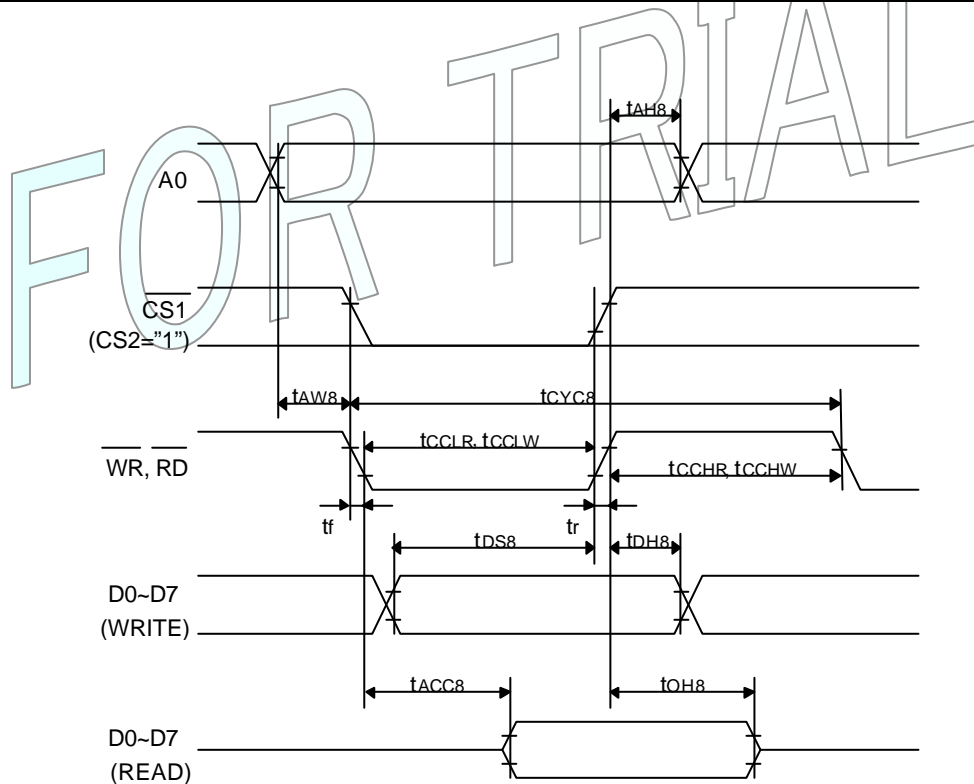 FOR TRIAL
tAH8
A0
CS1
(CS2="1")
tAW8
tCYC8
tCCLR, tCCLW
WR, RD
tCCHR, tCCHW
tf
tr
tDS8
tDH8
D0~D7
(WRITE)
tACC8
tOH8
D0~D7
(READ)